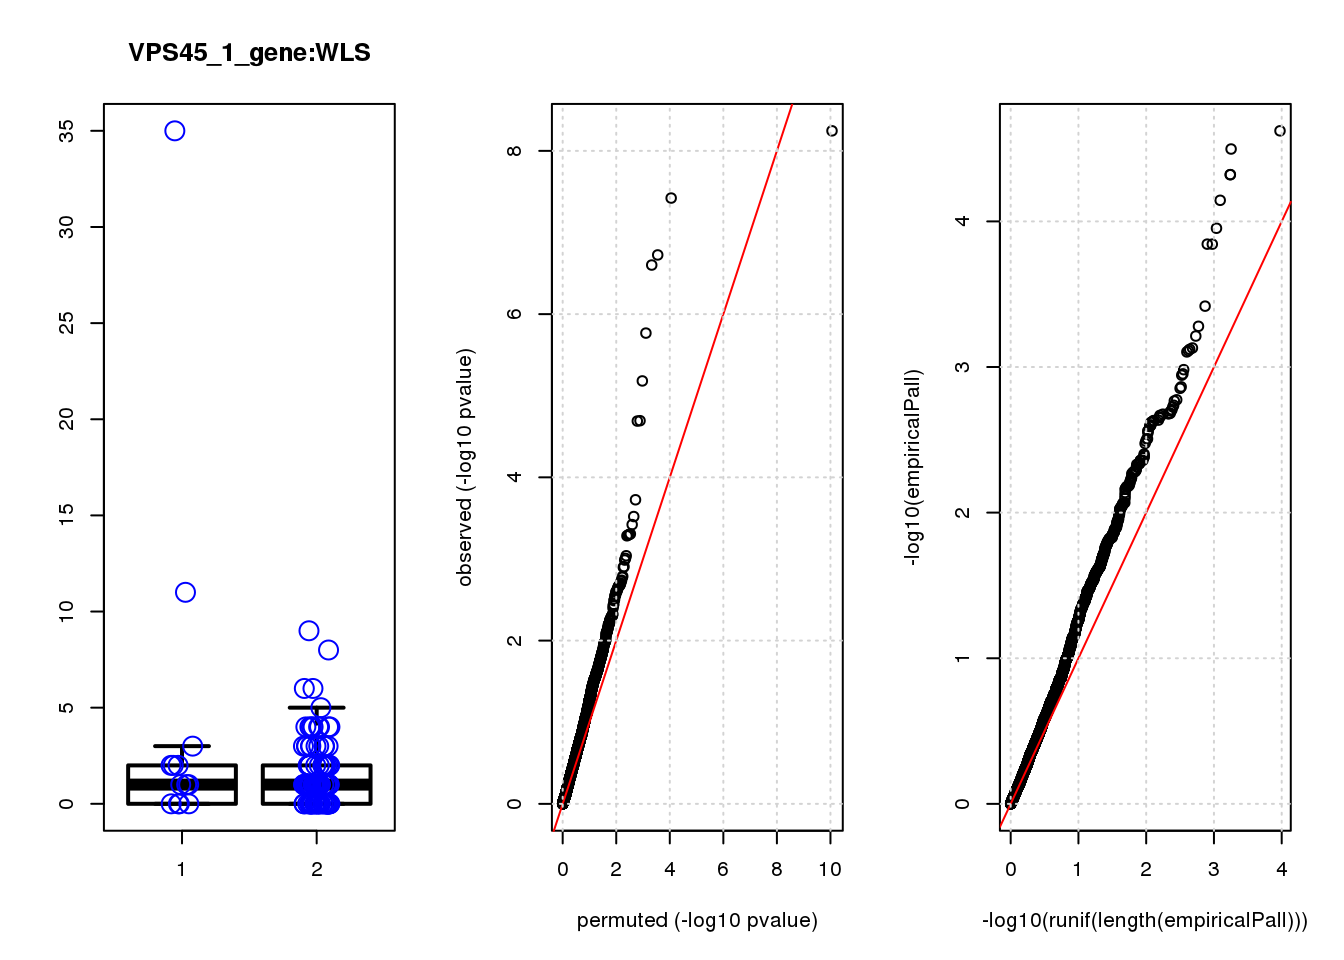 VPS45_1_gene:WLS
0
5
10
15
20
25
30
35
1
2
observed (-log10 pvalue)
0
2
4
6
8
0 2 4 6 8 10
permuted (-log10 pvalue)
-log10(empiricalPall)
0
1
2
3
4
0 1 2 3 4
-log10(runif(length(empiricalPall)))